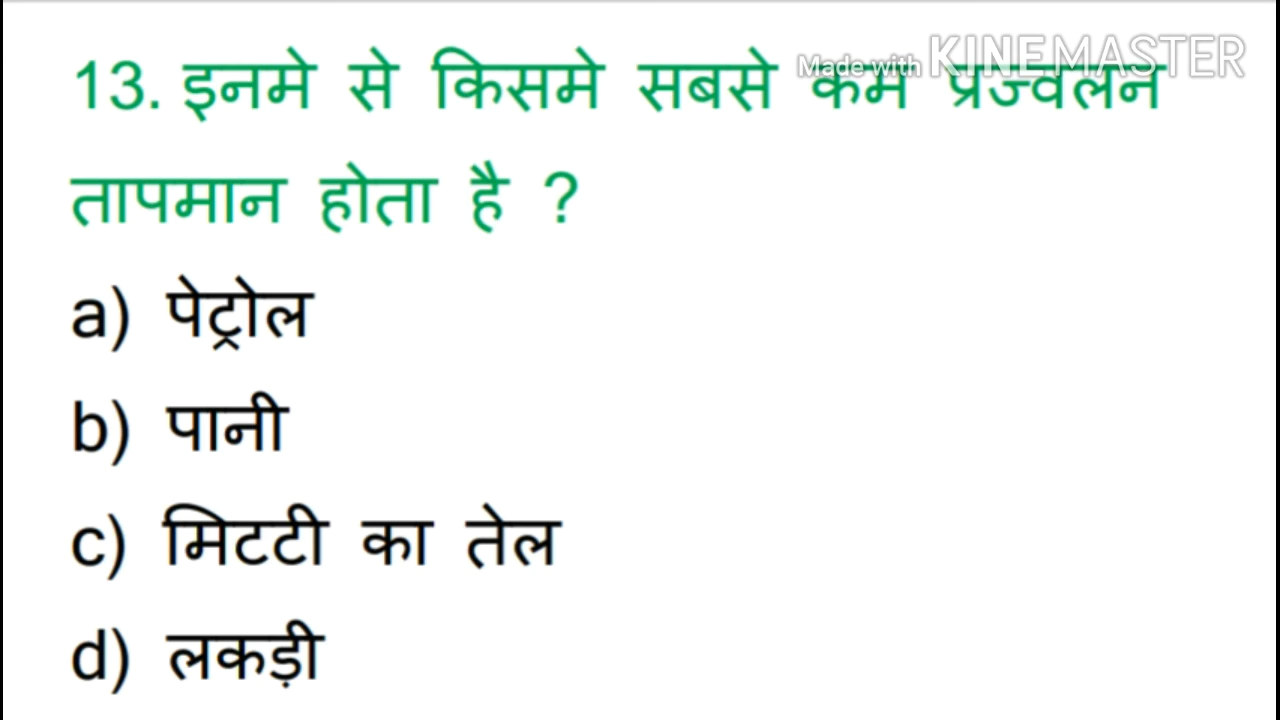 13. इनमे से किसमे सबसे कम प्रज्वलन
Made with KINEMASTER
तापमान होता है ?
a) पेट्रोल
b) पानी
c) मिटटी का तेल
d) लकड़ी